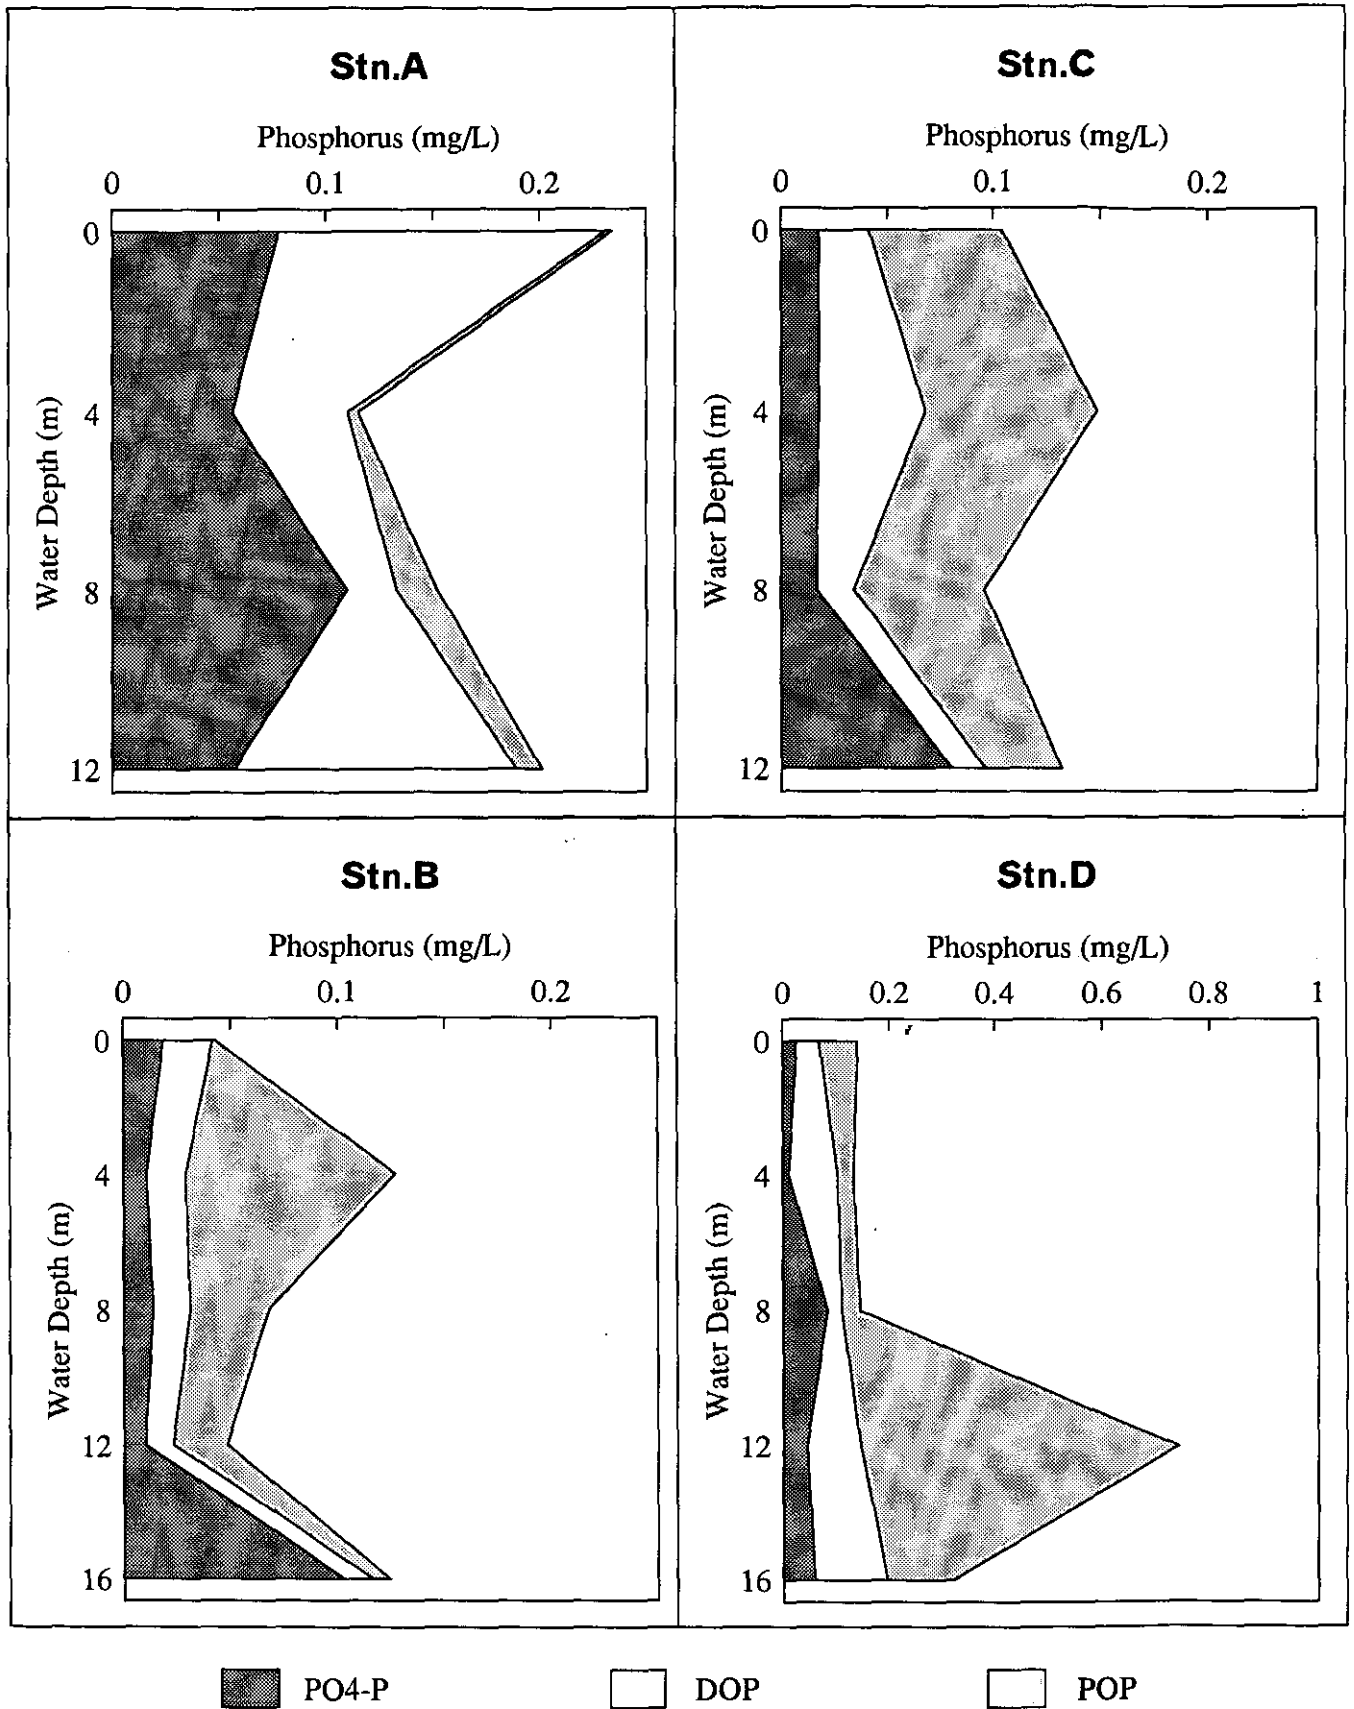 Stn.A
Phosphorus (mg/L)
0 0.1 0.2
Water Depth (m)
0
4
8
12
Stn.C
Phosphorus (mg/L)
0 0.1 0.2
Water Depth (m)
0
4
8
12
Stn.B
Phosphorus (mg/L)
0 0.1 0.2
Water Depth (m)
0
4
8
12
16
Stn.D
Phosphorus (mg/L)
0 0.2 0.4 0.6 0.8 1
Water Depth (m)
0
4
8
12
16
PO4-P DOP POP